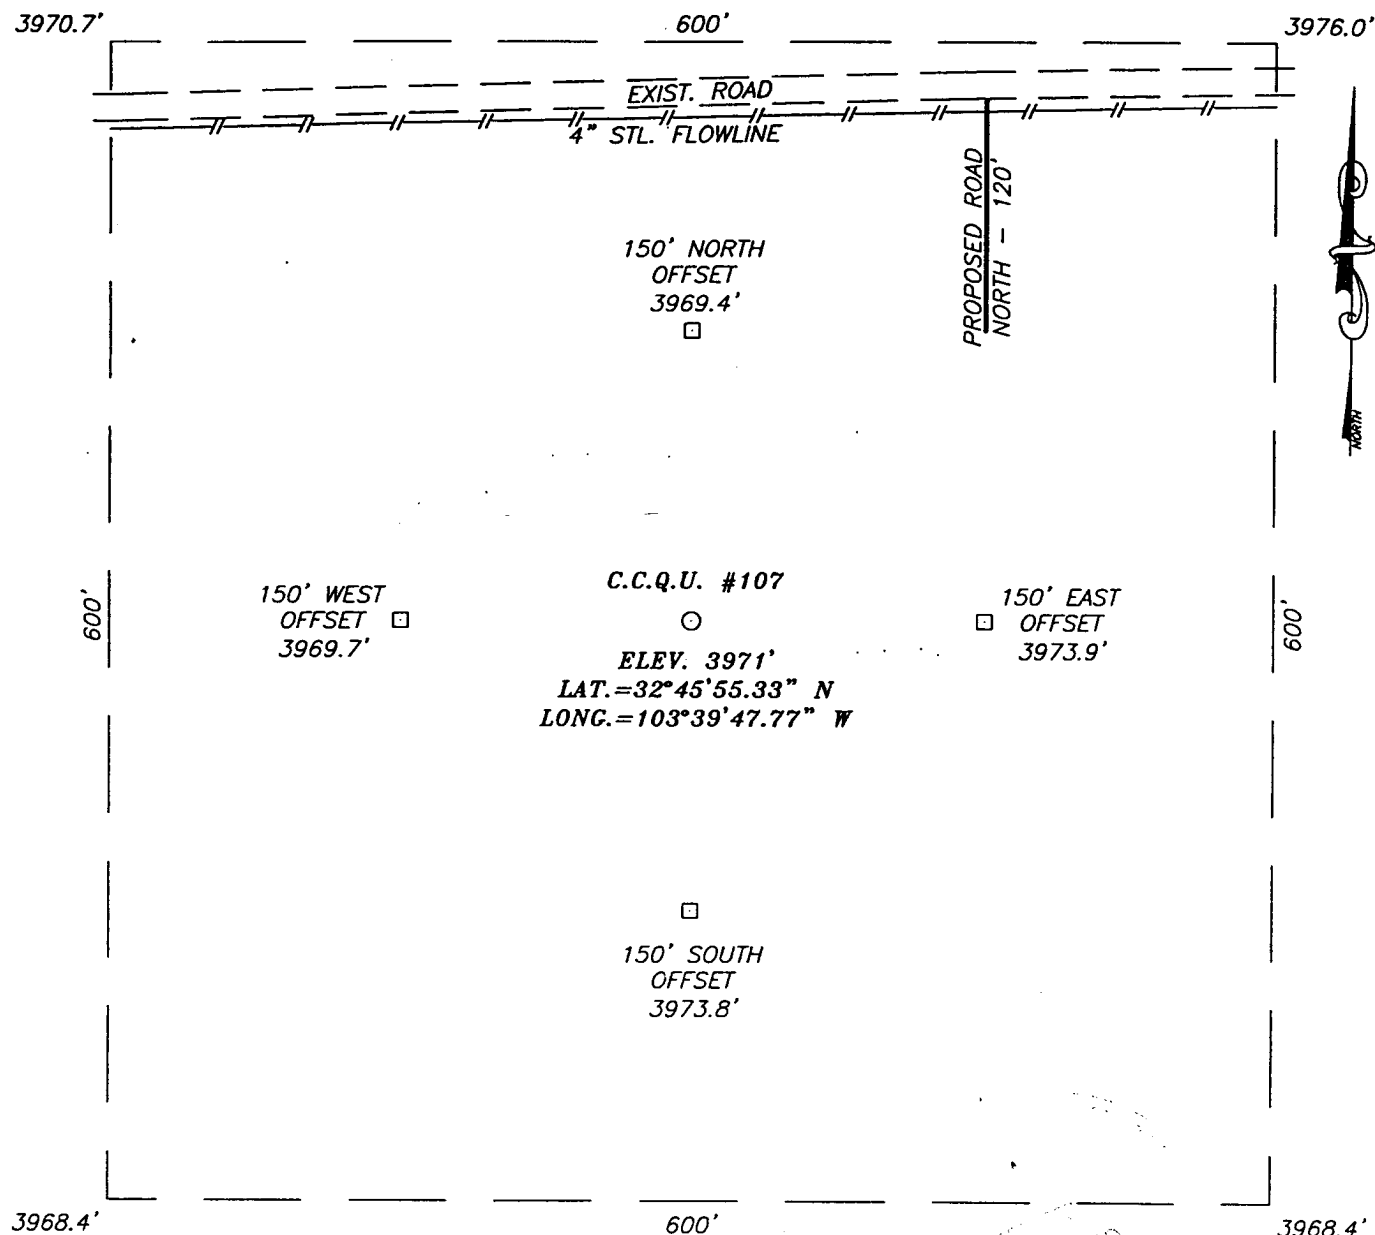 3970.7'
600'
3976.0'
EXIST. ROAD
4" STL. FLOWLINE
PROPOSED ROAD
NORTH - 120'
150' NORTH
OFFSET
3969.4'
NORTH
600'
150' WEST
OFFSET
3969.7'
C.C.Q.U. #107
ELEV. 3971'
LAT.=32°45'55.33" N
LONG.=103°39'47.77" W
150' EAST
OFFSET
3973.9'
600'
150' SOUTH
OFFSET
3973.8'
3968.4'
600'
3968.4'